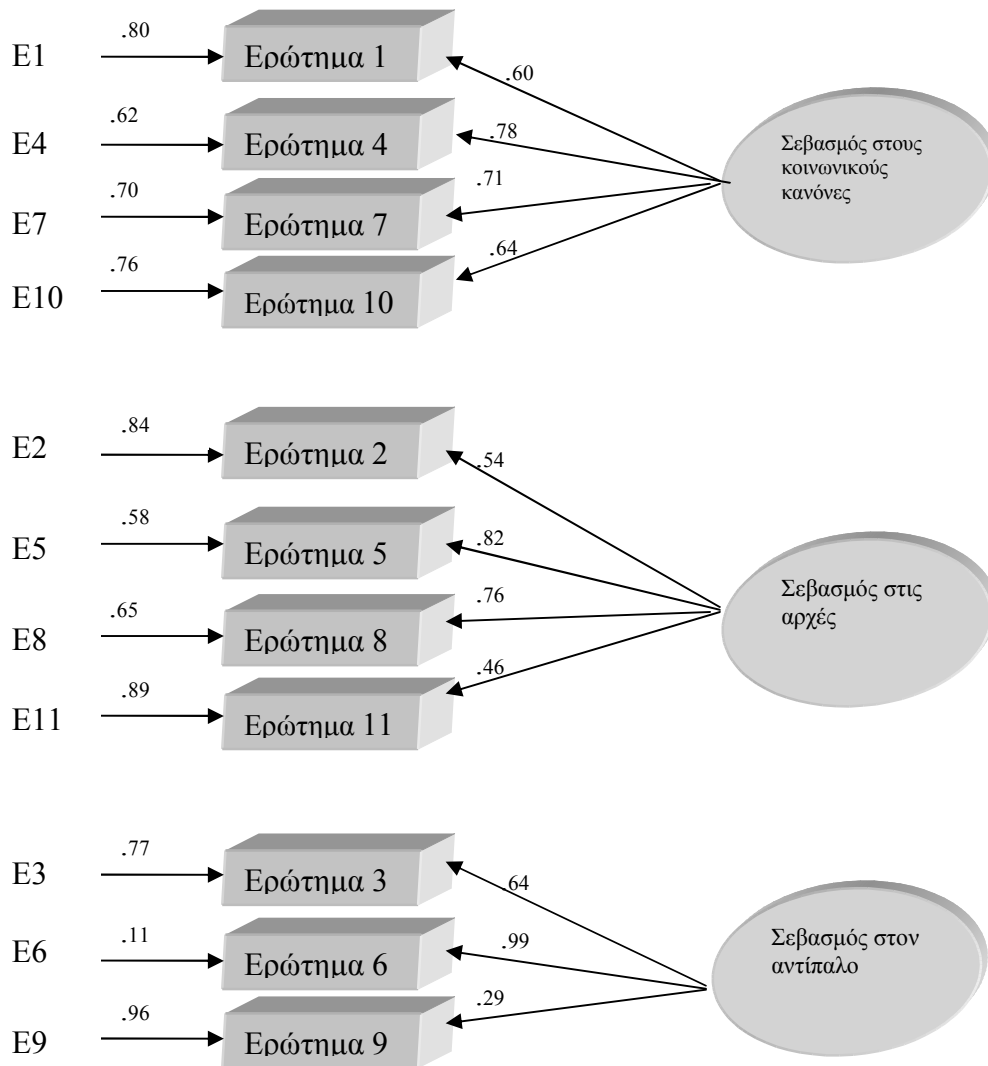 .80
E1
Ερώτημα 1
.60
.62
E4
Ερώτημα 4
.78
Σεβασμός στους
κοινωνικούς
κανόνες
.70
E7
Ερώτημα 7
.71
.76
E10
Ερώτημα 10
.64
.84
E2
Ερώτημα 2
.54
.58
E5
Ερώτημα 5
.82
Σεβασμός στις
αρχές
.65
E8
Ερώτημα 8
.76
.89
E11
Ερώτημα 11
.46
.77
E3
Ερώτημα 3
.64
.11
E6
Ερώτημα 6
.99
Σεβασμός στον
αντίπαλο
.96
E9
Ερώτημα 9
.29